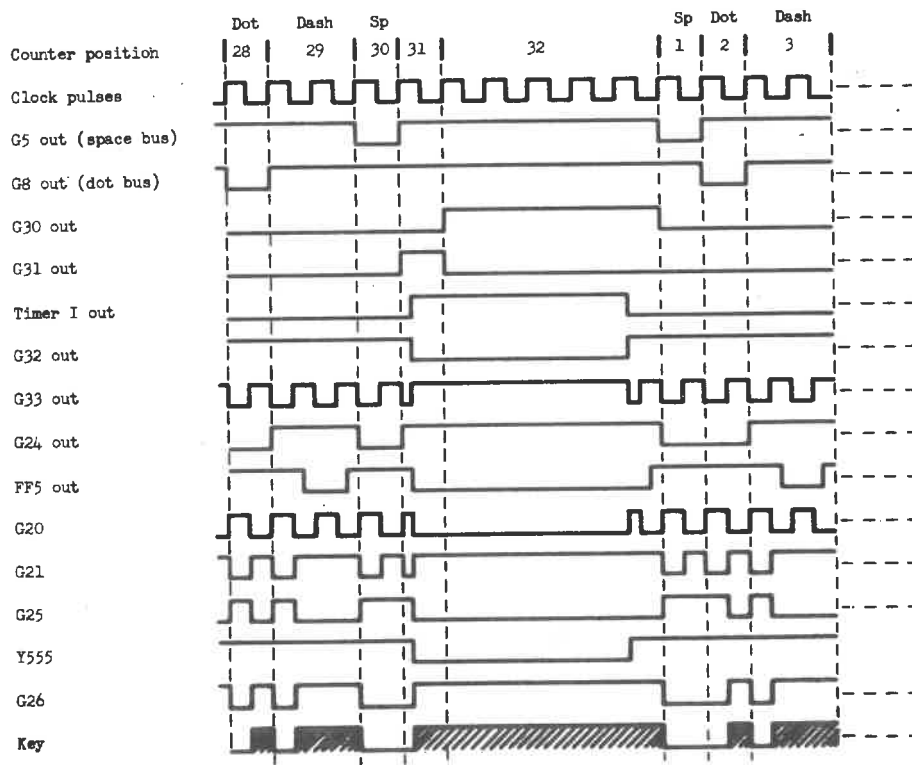 Dot Dash Sp Sp Dot Dash
Counter position 28 29 30 31 32 1 2 3
Clock pulses
G5 out (space bus)
G8 out (dot bus)
G30 out
G31 out
Timer I out
G32 out
G33 out
G24 out
FF5 out
G20
G21
G25
Y555
G26
Key